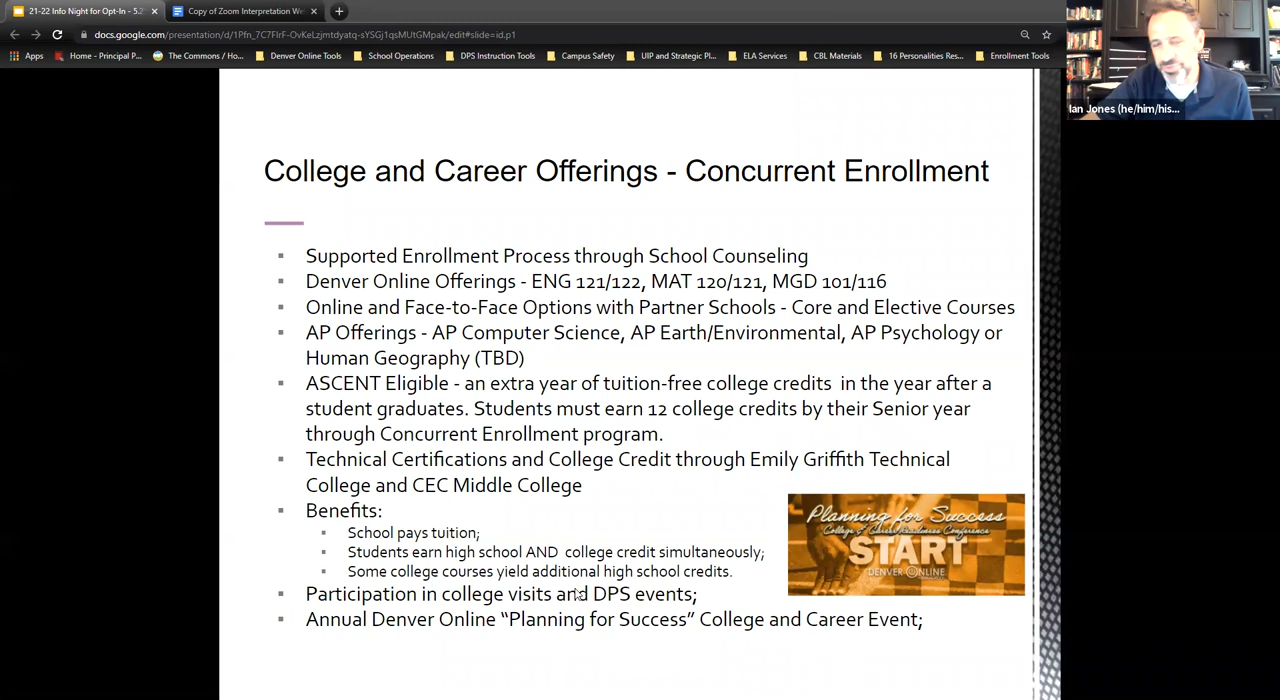 21-22 Info Night for Opt-In - 5.2
Copy of Zoom Interpretation We
docs.google.com/presentation/d/1Pfn_7C7FIrF-OvKeLzjmtdyatq-sYSGj1qsMUtGMpak/edit#slide=id.p1
Apps
Home - Principal P...
The Commons / Ho...
Denver Online Tools
School Operations
DPS Instruction Tools
Campus Safety
UIP and Strategic Pl...
ELA Services
CBL Materials
16 Personalities Res...
Enrollment Tools
Ian Jones (he/him/his...
College and Career Offerings - Concurrent Enrollment
▪ Supported Enrollment Process through School Counseling
▪ Denver Online Offerings - ENG 121/122, MAT 120/121, MGD 101/116
▪ Online and Face-to-Face Options with Partner Schools - Core and Elective Courses
▪ AP Offerings - AP Computer Science, AP Earth/Environmental, AP Psychology or
Human Geography (TBD)
▪ ASCENT Eligible - an extra year of tuition-free college credits in the year after a
student graduates. Students must earn 12 college credits by their Senior year
through Concurrent Enrollment program.
▪ Technical Certifications and College Credit through Emily Griffith Technical
College and CEC Middle College
▪ Benefits:
▪ School pays tuition;
▪ Students earn high school AND college credit simultaneously;
▪ Some college courses yield additional high school credits.
▪ Participation in college visits and DPS events;
▪ Annual Denver Online “Planning for Success” College and Career Event;
Planning for Success
College & Career Readiness Conference
START
DENVER ONLINE